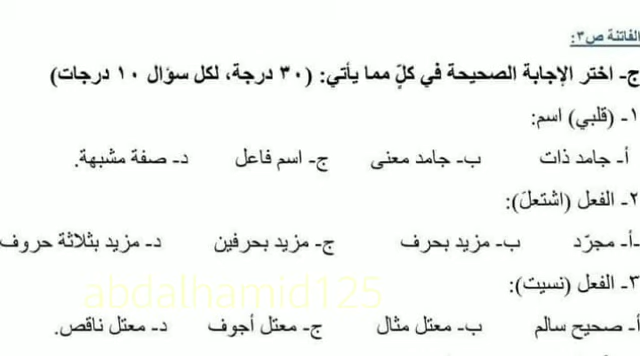 الفاتنة ص٣:
ج- اختر الإجابة الصحيحة في كلّ مما يأتي: (٣٠ درجة، لكل سؤال ١٠ درجات)
١- (قلبي) اسم:
أ- جامد ذات ب- جامد معنى ج- اسم فاعل د- صفة مشبهة.
٢- الفعل (اشتعلَ):
أ- مجرّد ب- مزيد بحرف ج- مزيد بحرفين د- مزيد بثلاثة حروف
٣- الفعل (نسيت):
أ- صحيح سالم ب- معتل مثال ج- معتل أجوف د- معتل ناقص.
abdalhamid125